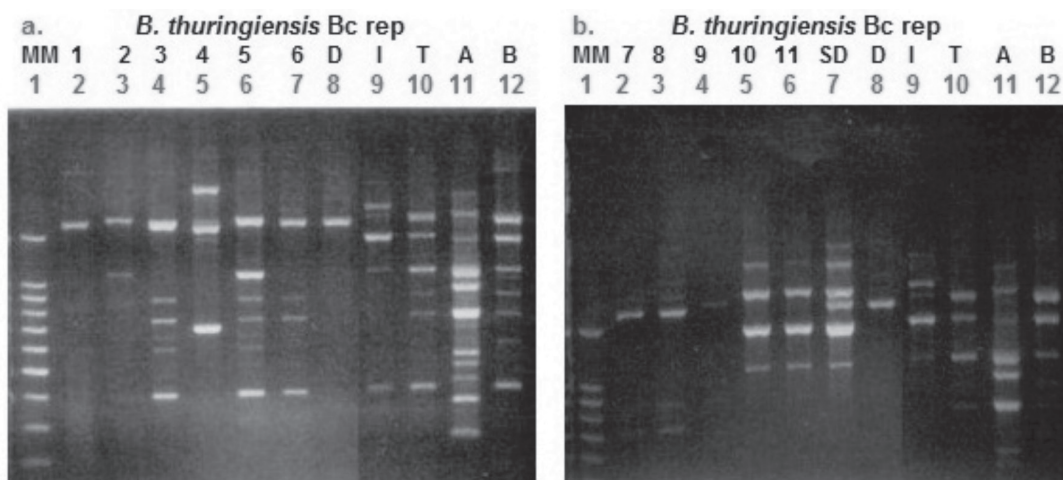 a. B. thuringiensis Bc rep
MM 1 2 3 4 5 6 D I T A B
1 2 3 4 5 6 7 8 9 10 11 12
b. B. thuringiensis Bc rep
MM 7 8 9 10 11 SD D I T A B
1 2 3 4 5 6 7 8 9 10 11 12